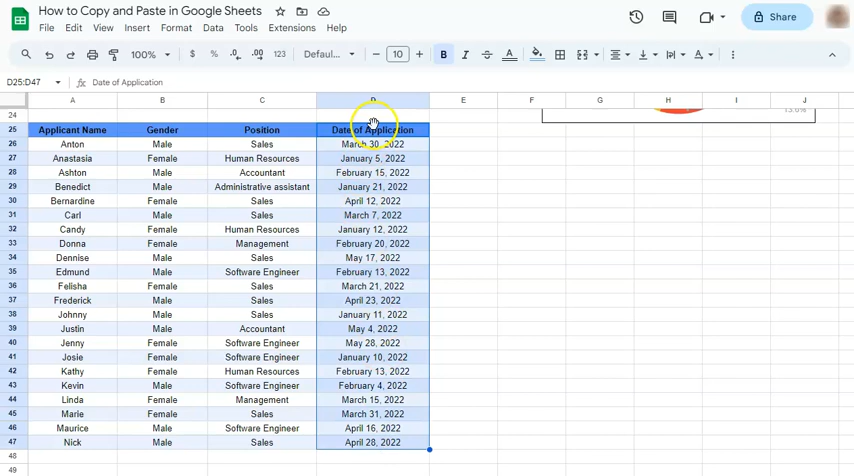 How to Copy and Paste in Google Sheets
File Edit View Insert Format Data Tools Extensions Help
Share
100% $ % .0 .00 123 Defaul... 10 B I A
D25:D47 fx Date of Application
A B C D E F G H I J
24 13.0%
25 Applicant Name Gender Position Date of Application
26 Anton Male Sales March 30, 2022
27 Anastasia Female Human Resources January 5, 2022
28 Ashton Male Accountant February 15, 2022
29 Benedict Male Administrative assistant January 21, 2022
30 Bernardine Female Sales April 12, 2022
31 Carl Male Sales March 7, 2022
32 Candy Female Human Resources January 12, 2022
33 Donna Female Management February 20, 2022
34 Dennise Male Sales May 17, 2022
35 Edmund Male Software Engineer February 13, 2022
36 Felisha Female Sales March 21, 2022
37 Frederick Male Sales April 23, 2022
38 Johnny Male Sales January 11, 2022
39 Justin Male Accountant May 4, 2022
40 Jenny Female Software Engineer May 28, 2022
41 Josie Female Software Engineer January 10, 2022
42 Kathy Female Human Resources February 13, 2022
43 Kevin Male Software Engineer February 4, 2022
44 Linda Female Management March 15, 2022
45 Marie Female Sales March 31, 2022
46 Maurice Male Software Engineer April 16, 2022
47 Nick Male Sales April 28, 2022
48
49